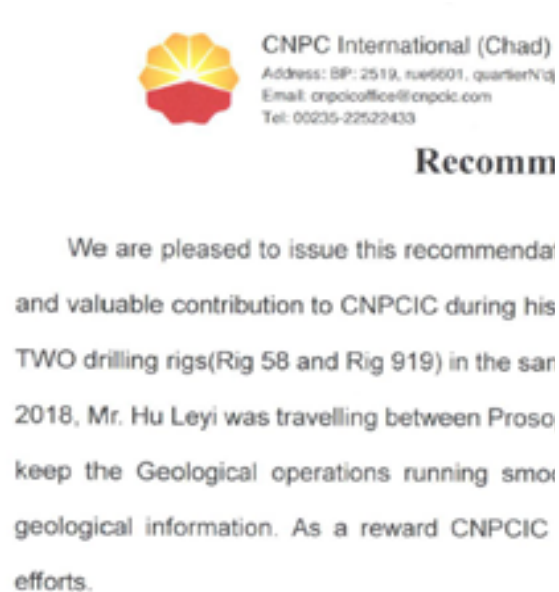 CNPC International (Chad)
Address: BP: 2519, rue6601, quartierN'dj
Email: cnpcicoffice@cnpcic.com
Tel: 00235-22522433
Recomm
We are pleased to issue this recommendat
and valuable contribution to CNPCIC during his
TWO drilling rigs(Rig 58 and Rig 919) in the sam
2018, Mr. Hu Leyi was travelling between Proso
keep the Geological operations running smoo
geological information. As a reward CNPCIC
efforts.